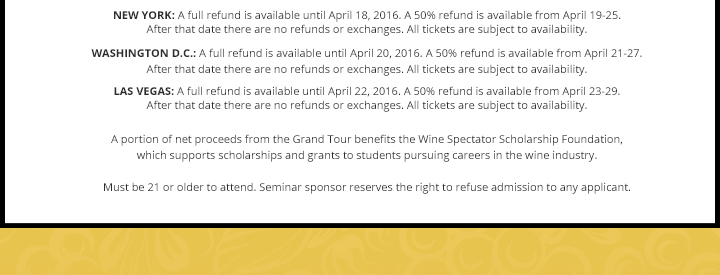 NEW YORK: A full refund is available until April 18, 2016. A 50% refund is available from April 19-25.
After that date there are no refunds or exchanges. All tickets are subject to availability.
WASHINGTON D.C.: A full refund is available until April 20, 2016. A 50% refund is available from April 21-27.
After that date there are no refunds or exchanges. All tickets are subject to availability.
LAS VEGAS: A full refund is available until April 22, 2016. A 50% refund is available from April 23-29.
After that date there are no refunds or exchanges. All tickets are subject to availability.
A portion of net proceeds from the Grand Tour benefits the Wine Spectator Scholarship Foundation,
which supports scholarships and grants to students pursuing careers in the wine industry.
Must be 21 or older to attend. Seminar sponsor reserves the right to refuse admission to any applicant.